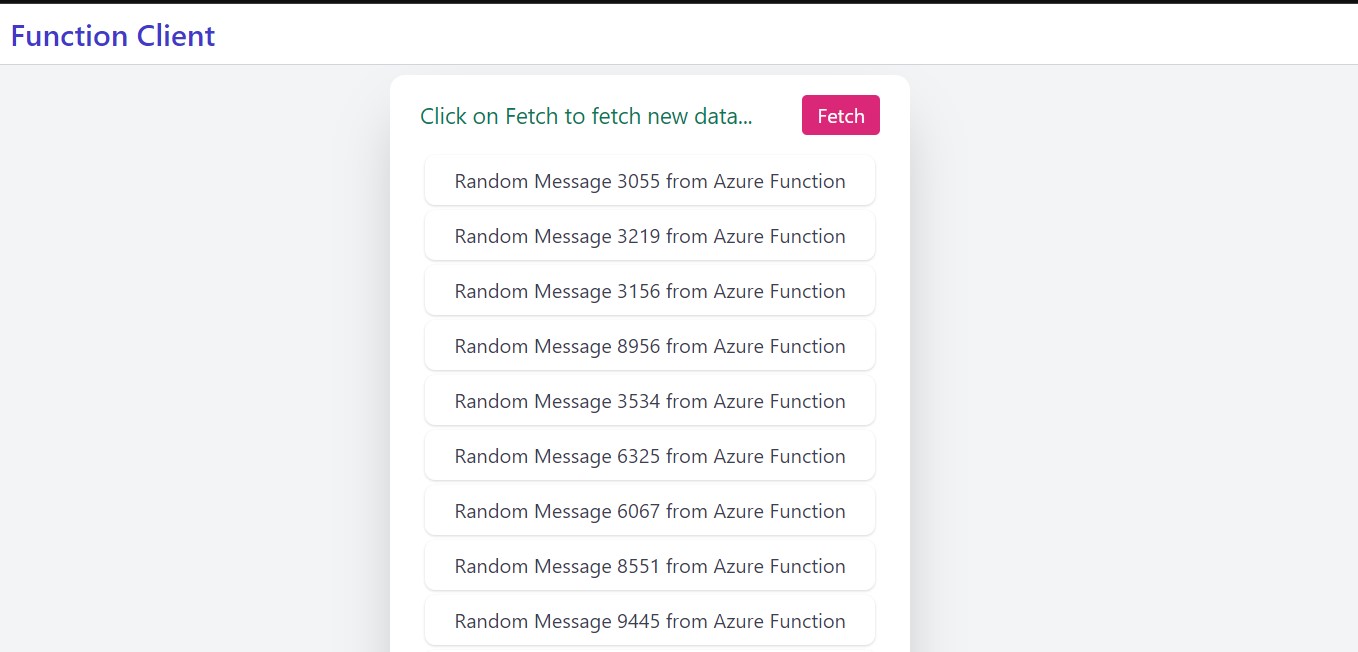 Function Client
Click on Fetch to fetch new data...
Fetch
Random Message 3055 from Azure Function
Random Message 3219 from Azure Function
Random Message 3156 from Azure Function
Random Message 8956 from Azure Function
Random Message 3534 from Azure Function
Random Message 6325 from Azure Function
Random Message 6067 from Azure Function
Random Message 8551 from Azure Function
Random Message 9445 from Azure Function